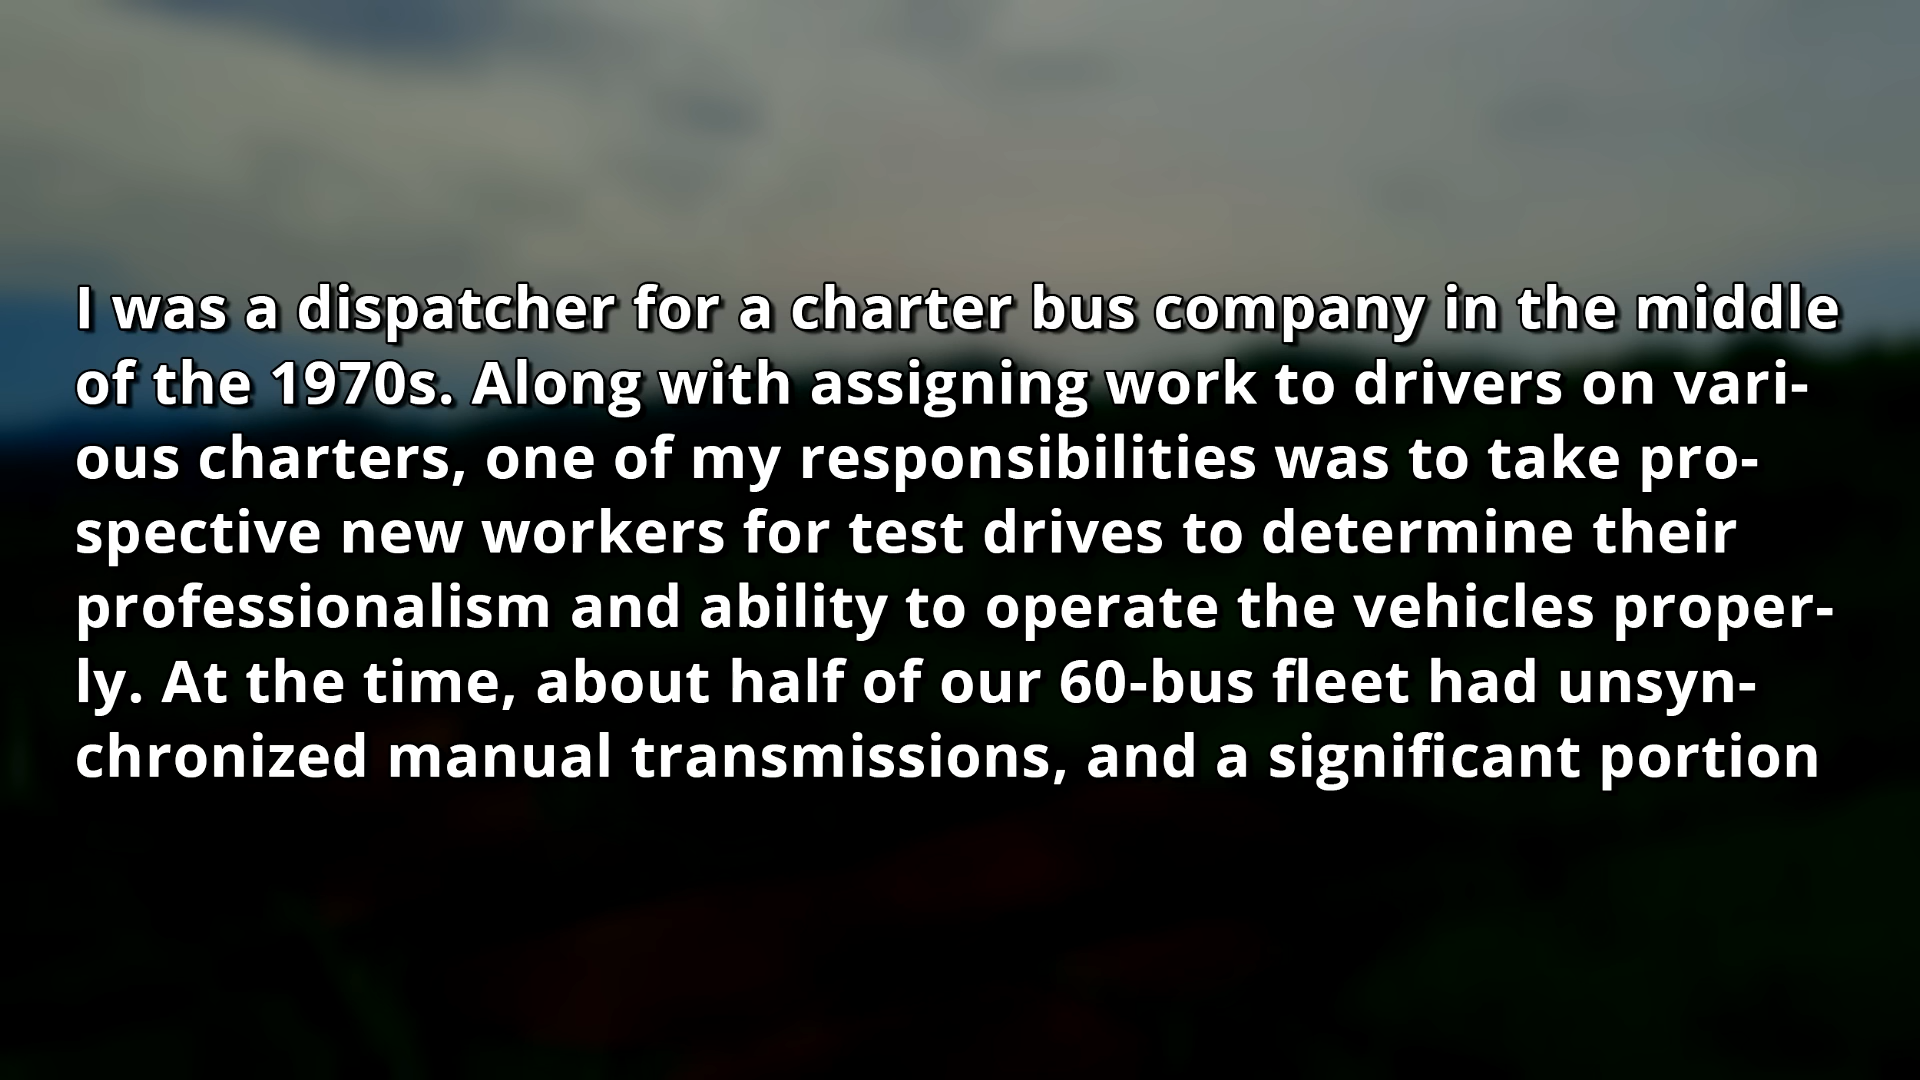 I was a dispatcher for a charter bus company in the middle
of the 1970s. Along with assigning work to drivers on vari-
ous charters, one of my responsibilities was to take pro-
spective new workers for test drives to determine their
professionalism and ability to operate the vehicles proper-
ly. At the time, about half of our 60-bus fleet had unsyn-
chronized manual transmissions, and a significant portion